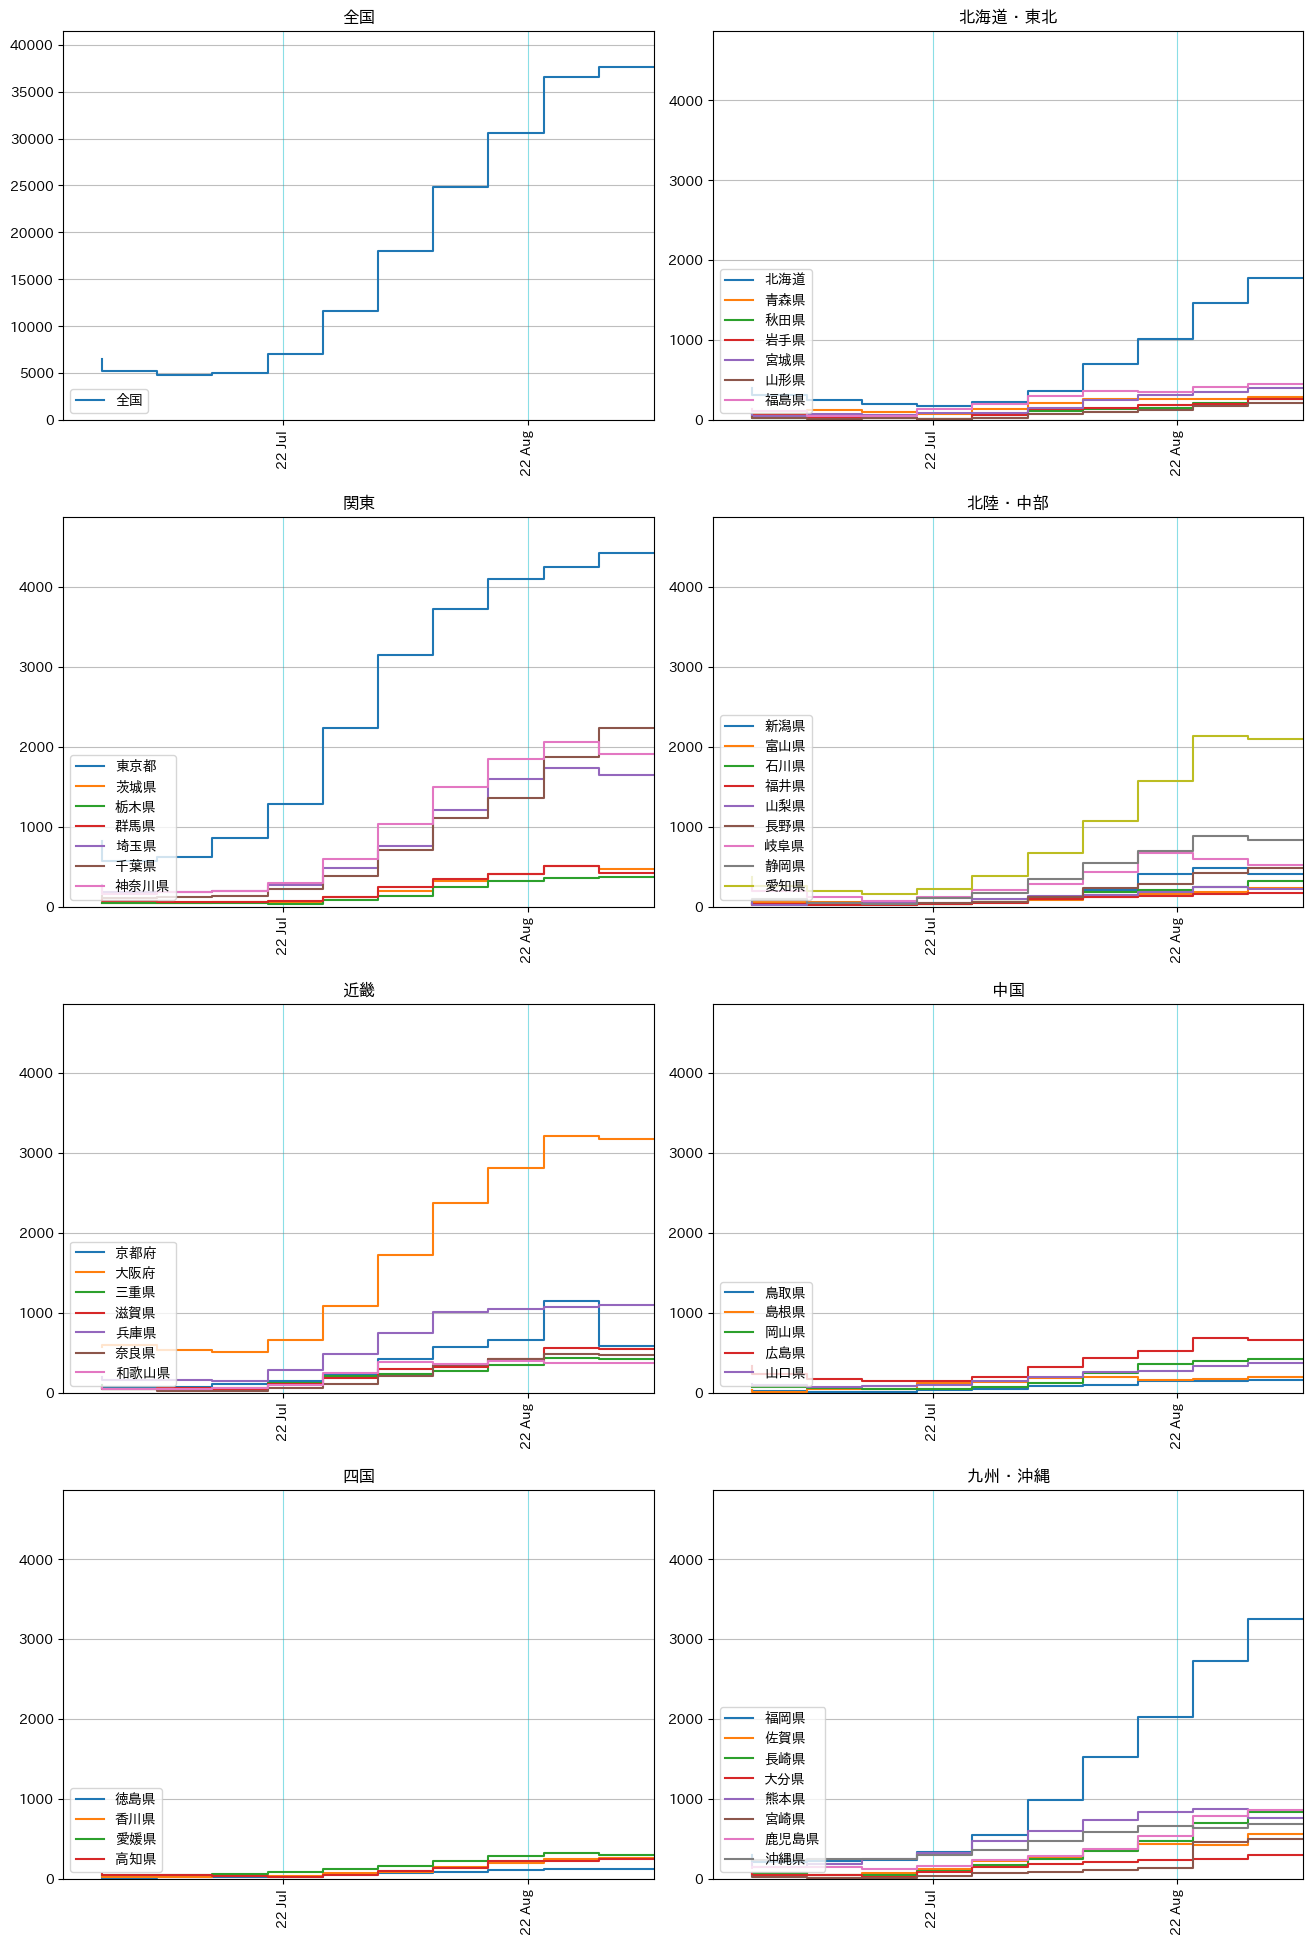 全国
40000
35000
30000
25000
20000
15000
10000
5000
0
全国
22 Jul
22 Aug
北海道・東北
4000
3000
2000
1000
0
北海道
青森県
秋田県
岩手県
宮城県
山形県
福島県
22 Jul
22 Aug
関東
4000
3000
2000
1000
0
東京都
茨城県
栃木県
群馬県
埼玉県
千葉県
神奈川県
22 Jul
22 Aug
北陸・中部
4000
3000
2000
1000
0
新潟県
富山県
石川県
福井県
山梨県
長野県
岐阜県
静岡県
愛知県
22 Jul
22 Aug
近畿
4000
3000
2000
1000
0
京都府
大阪府
三重県
滋賀県
兵庫県
奈良県
和歌山県
22 Jul
22 Aug
中国
4000
3000
2000
1000
0
鳥取県
島根県
岡山県
広島県
山口県
22 Jul
22 Aug
四国
4000
3000
2000
1000
0
徳島県
香川県
愛媛県
高知県
22 Jul
22 Aug
九州・沖縄
4000
3000
2000
1000
0
福岡県
佐賀県
長崎県
大分県
熊本県
宮崎県
鹿児島県
沖縄県
22 Jul
22 Aug